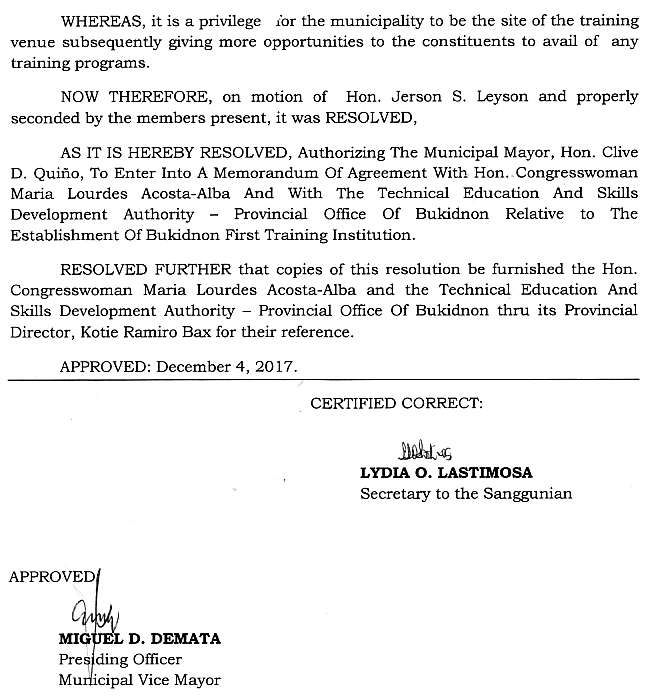 WHEREAS, it is a privilege for the municipality to be the site of the training
venue subsequently giving more opportunities to the constituents to avail of any
training programs.
NOW THEREFORE, on motion of Hon. Jerson S. Leyson and properly
seconded by the members present, it was RESOLVED,
AS IT IS HEREBY RESOLVED, Authorizing The Municipal Mayor, Hon. Clive
D. Quiño, To Enter Into A Memorandum Of Agreement With Hon. Congresswoman
Maria Lourdes Acosta-Alba And With The Technical Education And Skills
Development Authority – Provincial Office Of Bukidnon Relative to The
Establishment Of Bukidnon First Training Institution.
RESOLVED FURTHER that copies of this resolution be furnished the Hon.
Congresswoman Maria Lourdes Acosta-Alba and the Technical Education And
Skills Development Authority – Provincial Office Of Bukidnon thru its Provincial
Director, Kotie Ramiro Bax for their reference.
APPROVED: December 4, 2017.
CERTIFIED CORRECT:
LYDIA O. LASTIMOSA
Secretary to the Sanggunian
APPROVED
MIGUEL D. DEMATA
Presiding Officer
Municipal Vice Mayor